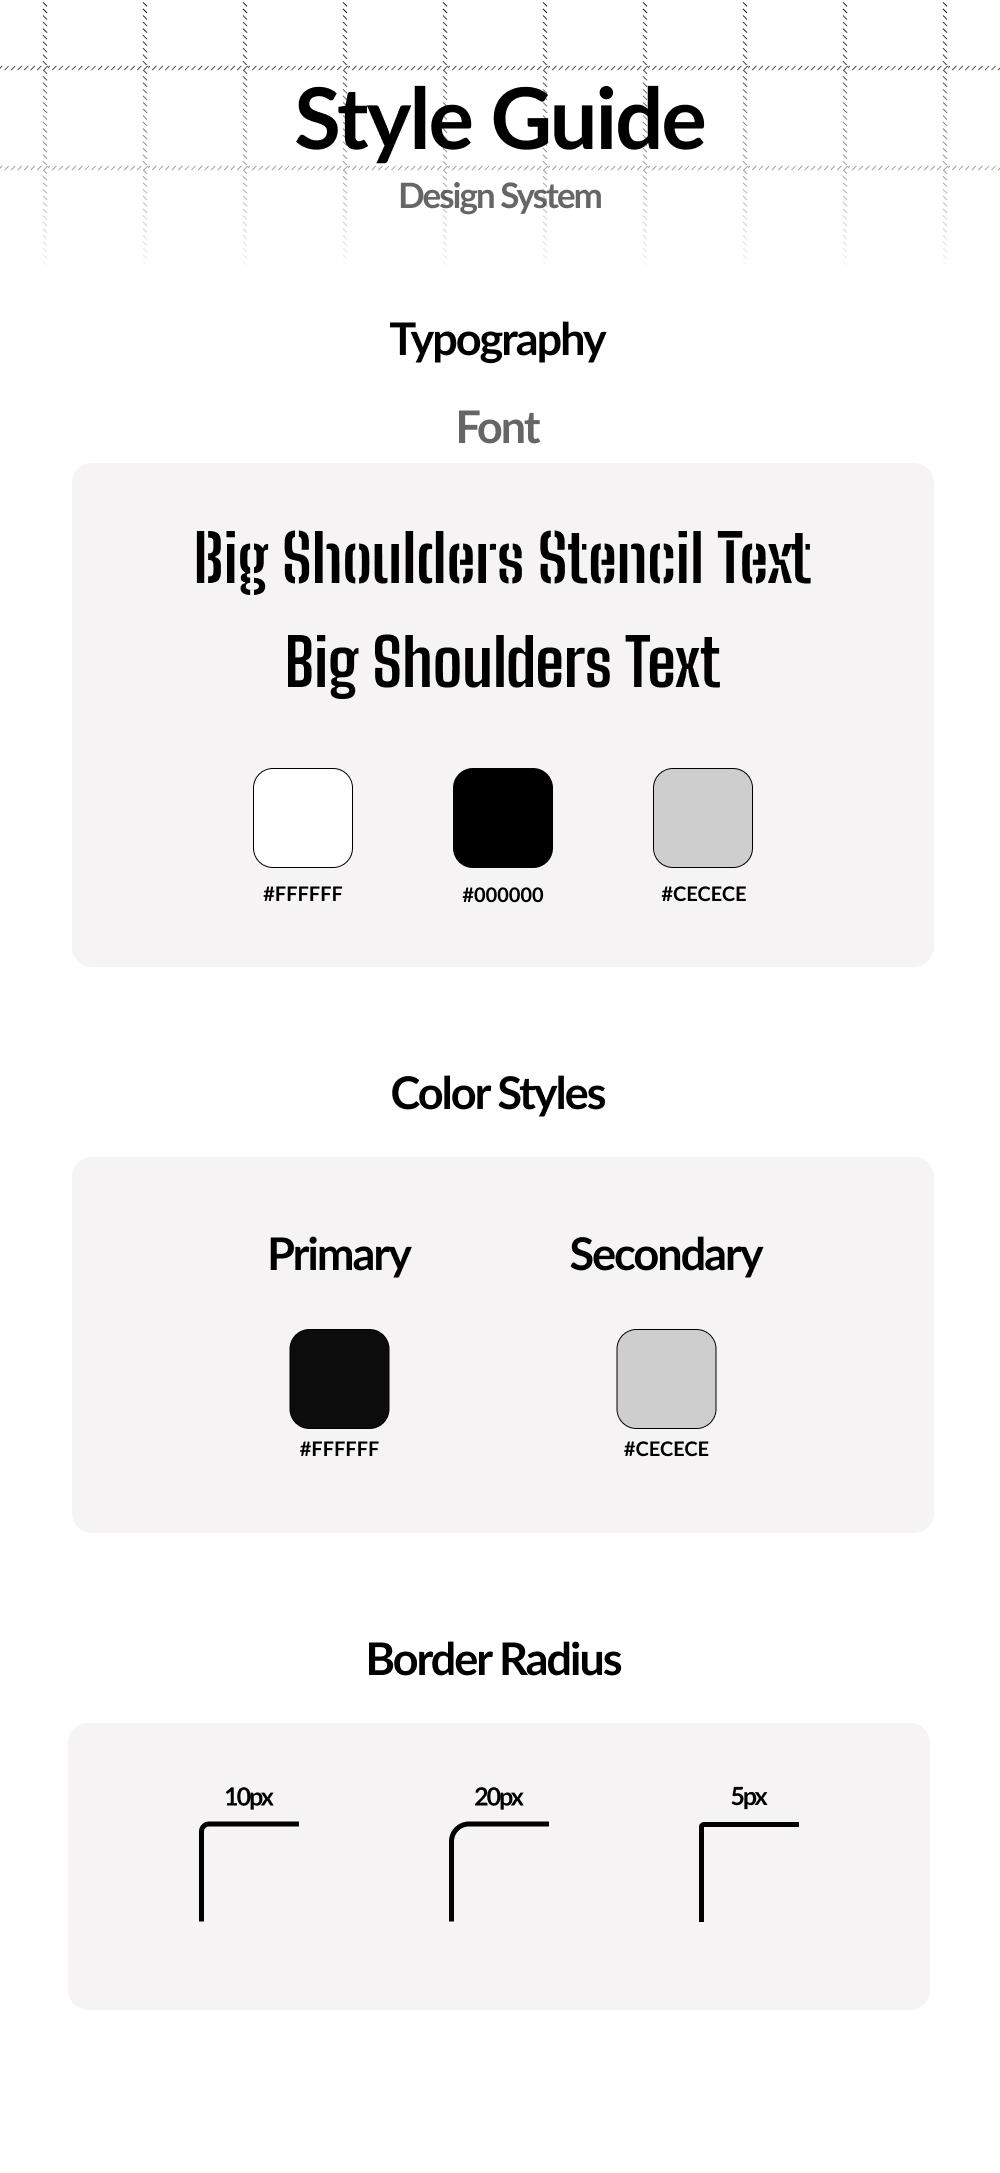 Style Guide
Design System
Typography
Font
Big Shoulders Stencil Text
Big Shoulders Text
#FFFFFF #000000 #CECECE
Color Styles
Primary Secondary
#FFFFFF #CECECE
Border Radius
10px 20px 5px